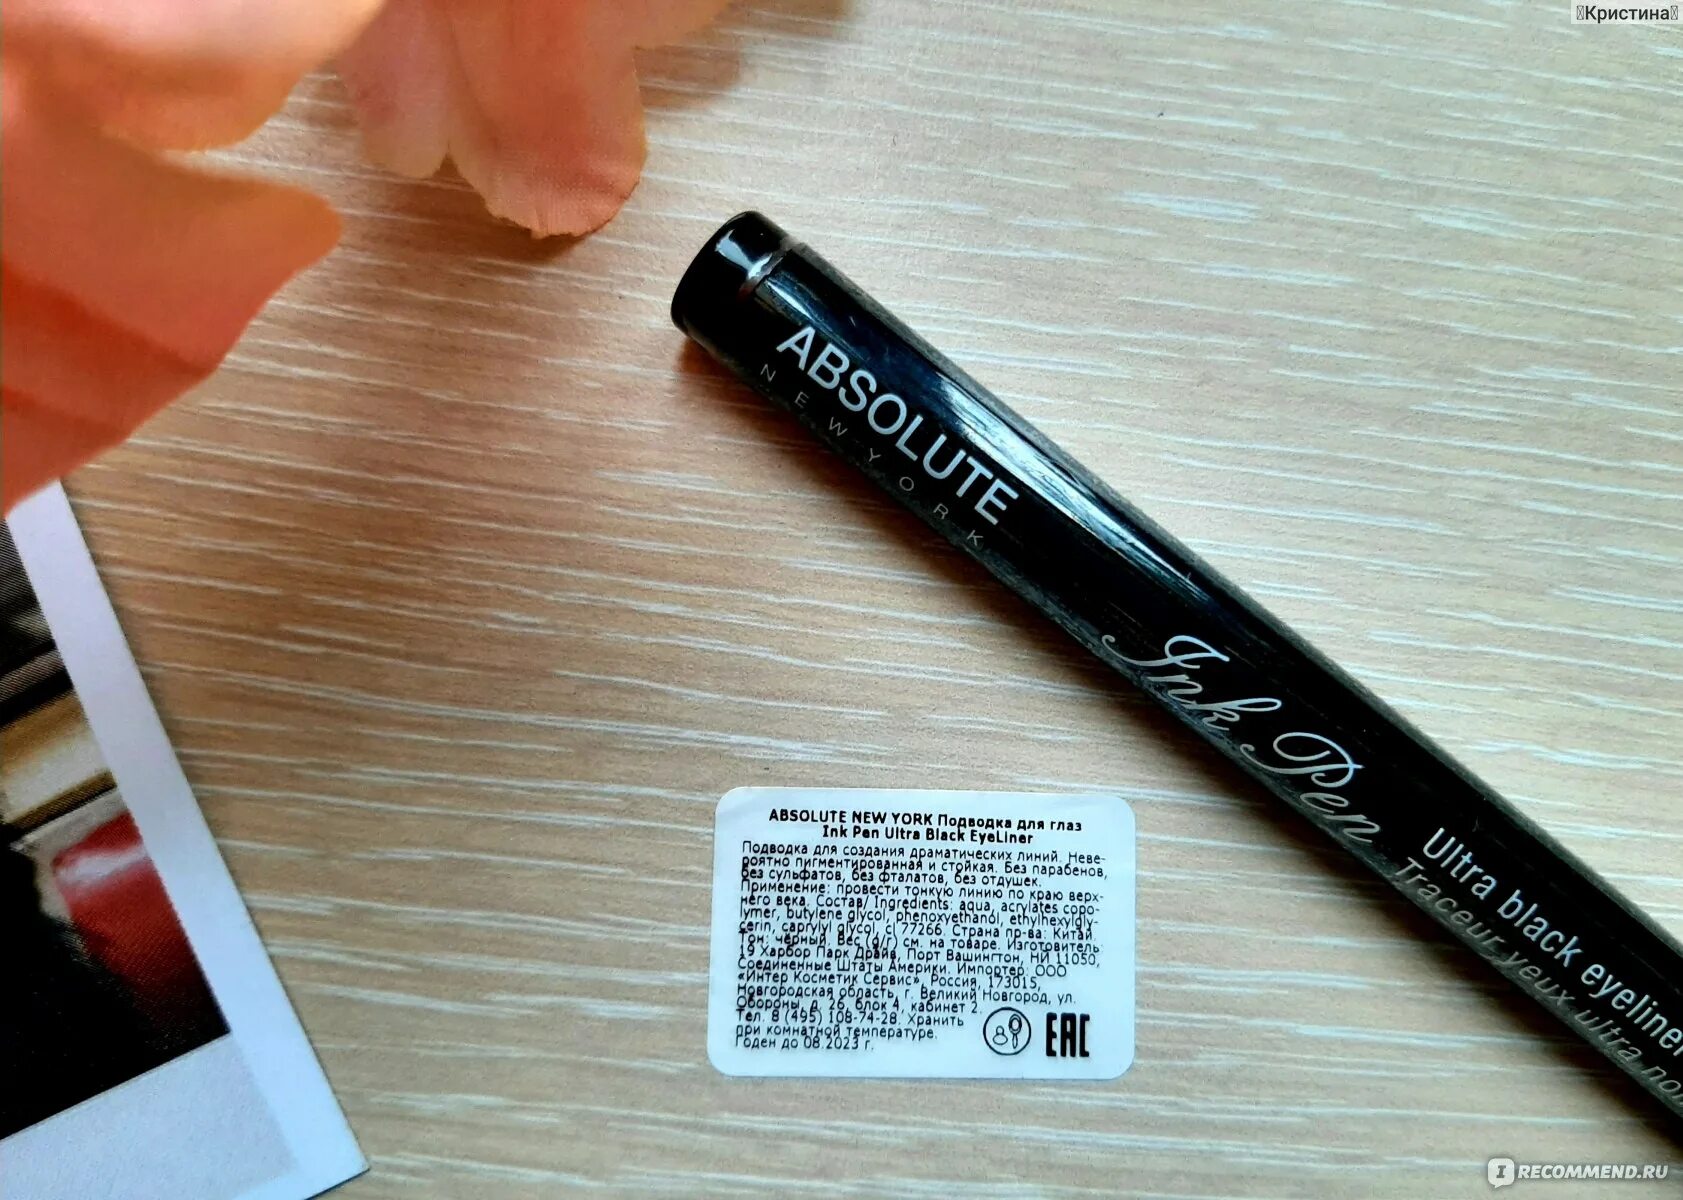 Кристина
ABSOLUTE
NEW YORK
Ink Pen
Ultra black eyeliner
Traceur yeux ultra noi
ABSOLUTE NEW YORK Подводка для глаз
Ink Pen Ultra Black EyeLiner
Подводка для создания драматических линий. Неве-
роятно пигментированная и стойкая. Без парабенов,
без сульфатов, без фталатов, без отдушек.
Применение: провести тонкую линию по краю верх-
него века. Состав/ Ingredients: aqua, acrylates copo-
lymer, butylene glycol, phenoxyethanol, ethylhexylgly-
cerin, caprylyl glycol, ci 77266. Страна пр-ва: Китай.
Тон: чёрный. Вес (g/г) см. на товаре. Изготовитель:
19 Харбор Парк Драйв, Порт Вашингтон, НИ 11050,
Соединенные Штаты Америки. Импортер: ООО
«Интер Косметик Сервис», Россия, 173015,
Новгородская область, г. Великий Новгород, ул.
Обороны, д. 26, блок 4, кабинет 2.
Тел. 8 (495) 108-74-28. Хранить
при комнатной температуре.
Годен до 08.2023 г.
EAC
IRECOMMEND.RU